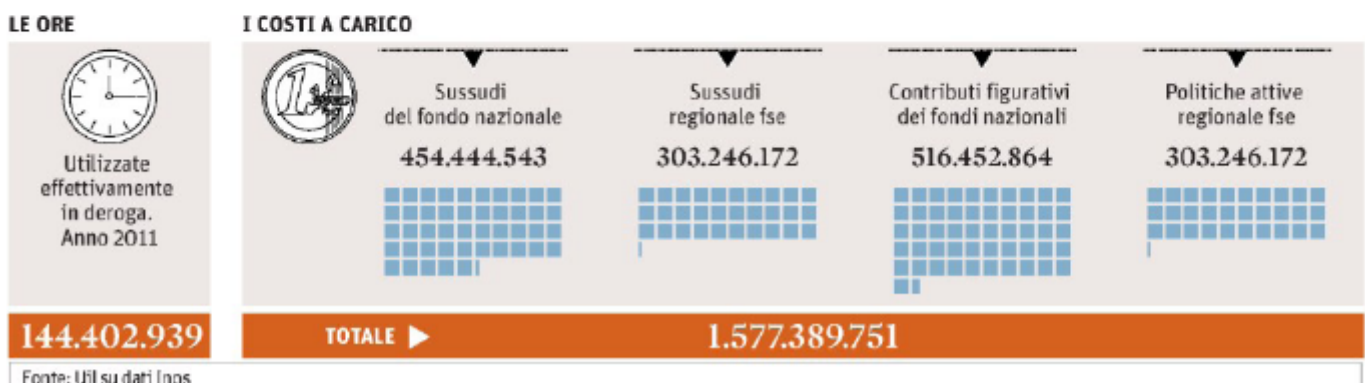 LE ORE
I COSTI A CARICO
Utilizzate
effettivamente
in deroga.
Anno 2011
1
Sussudi
del fondo nazionale
454.444.543
Sussudi
regionale fse
303.246.172
Contributi figurativi
dei fondi nazionali
516.452.864
Politiche attive
regionale fse
303.246.172
144.402.939
TOTALE
1.577.389.751
Fonte: Uil su dati Inps